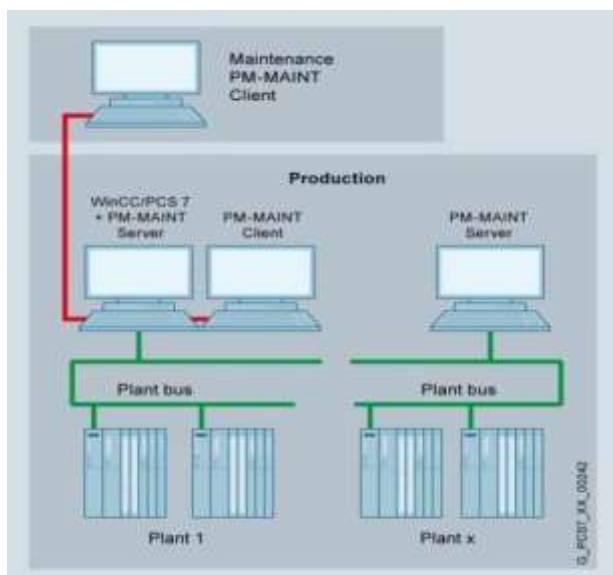 Maintenance
PM-MAINT
Client
Production
WinCC/PCS 7
+ PM-MAINT
Server
PM-MAINT
Client
PM-MAINT
Server
Plant bus
Plant bus
Plant 1
Plant x
G_PCS7_XX_00242